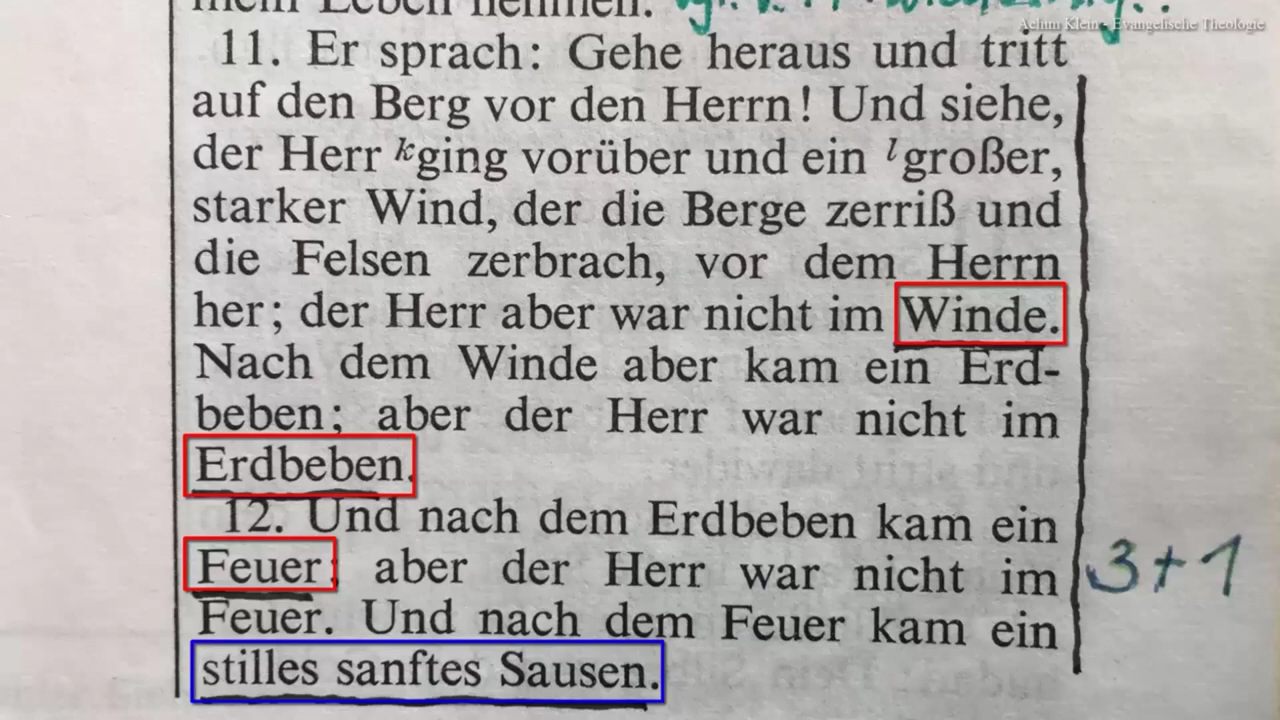 Achim Klein - Evangelische Theologie
mein Leben nehmen.
11. Er sprach: Gehe heraus und tritt
auf den Berg vor den Herrn! Und siehe,
der Herr kging vorüber und ein lgroßer,
starker Wind, der die Berge zerriß und
die Felsen zerbrach, vor dem Herrn
her; der Herr aber war nicht im Winde.
Nach dem Winde aber kam ein Erd-
beben; aber der Herr war nicht im
Erdbeben.
12. Und nach dem Erdbeben kam ein
Feuer; aber der Herr war nicht im
3+1
Feuer. Und nach dem Feuer kam ein
stilles sanftes Sausen.